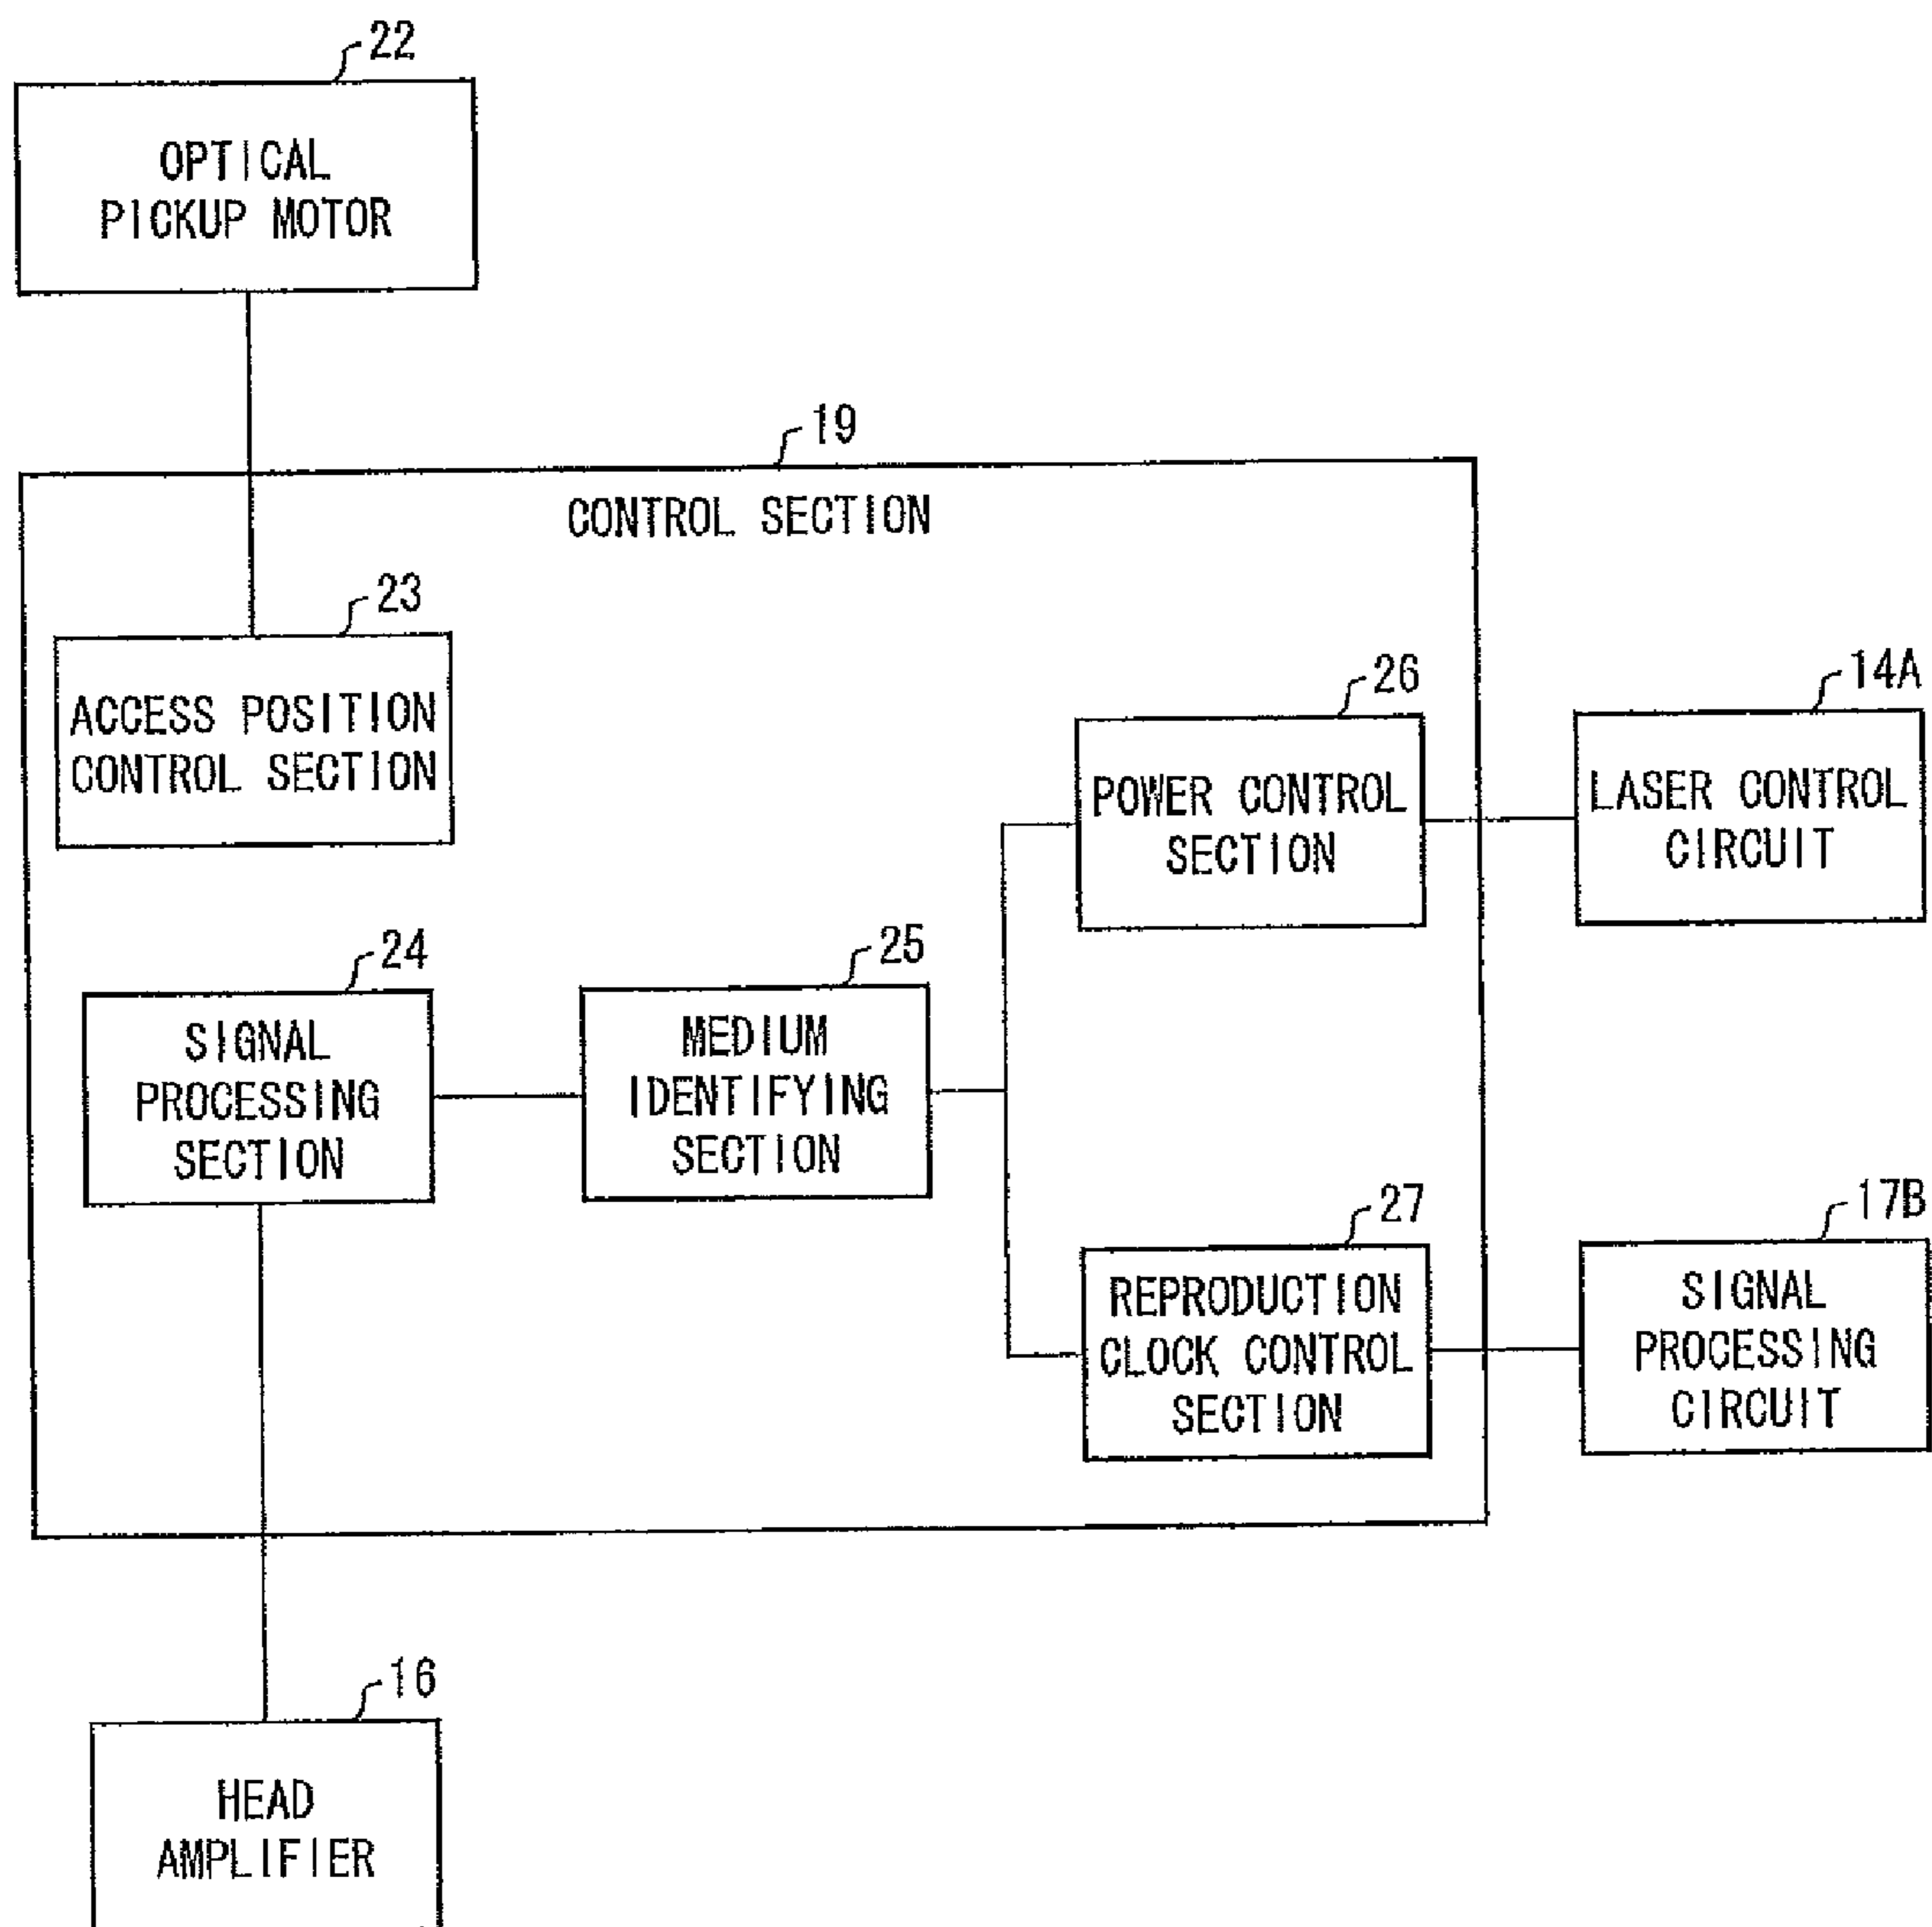 22
OPTICAL
PICKUP MOTOR
19
CONTROL SECTION
23
ACCESS POSITION
CONTROL SECTION
26
POWER CONTROL
SECTION
14A
LASER CONTROL
CIRCUIT
24
SIGNAL
PROCESSING
SECTION
25
MEDIUM
IDENTIFYING
SECTION
27
REPRODUCTION
CLOCK CONTROL
SECTION
17B
SIGNAL
PROCESSING
CIRCUIT
16
HEAD
AMPLIFIER